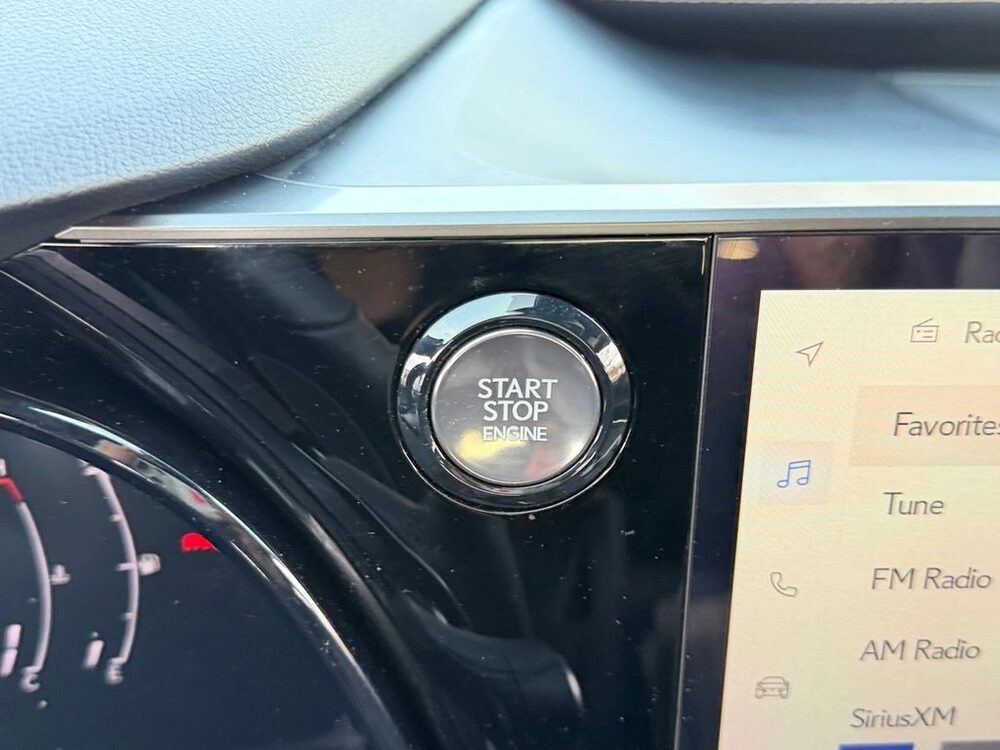 START
STOP
ENGINE
Favorites
Tune
FM Radio
AM Radio
SiriusXM
H
C
E